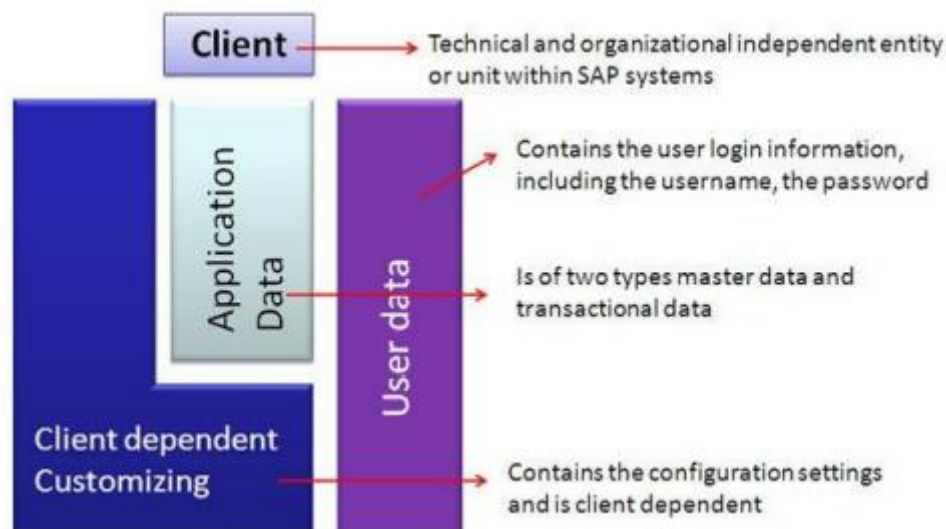 Client
Technical and organizational independent entity
or unit within SAP systems
Contains the user login information,
including the username, the password
Application
Data
Is of two types master data and
transactional data
User data
Client dependent
Customizing
Contains the configuration settings
and is client dependent